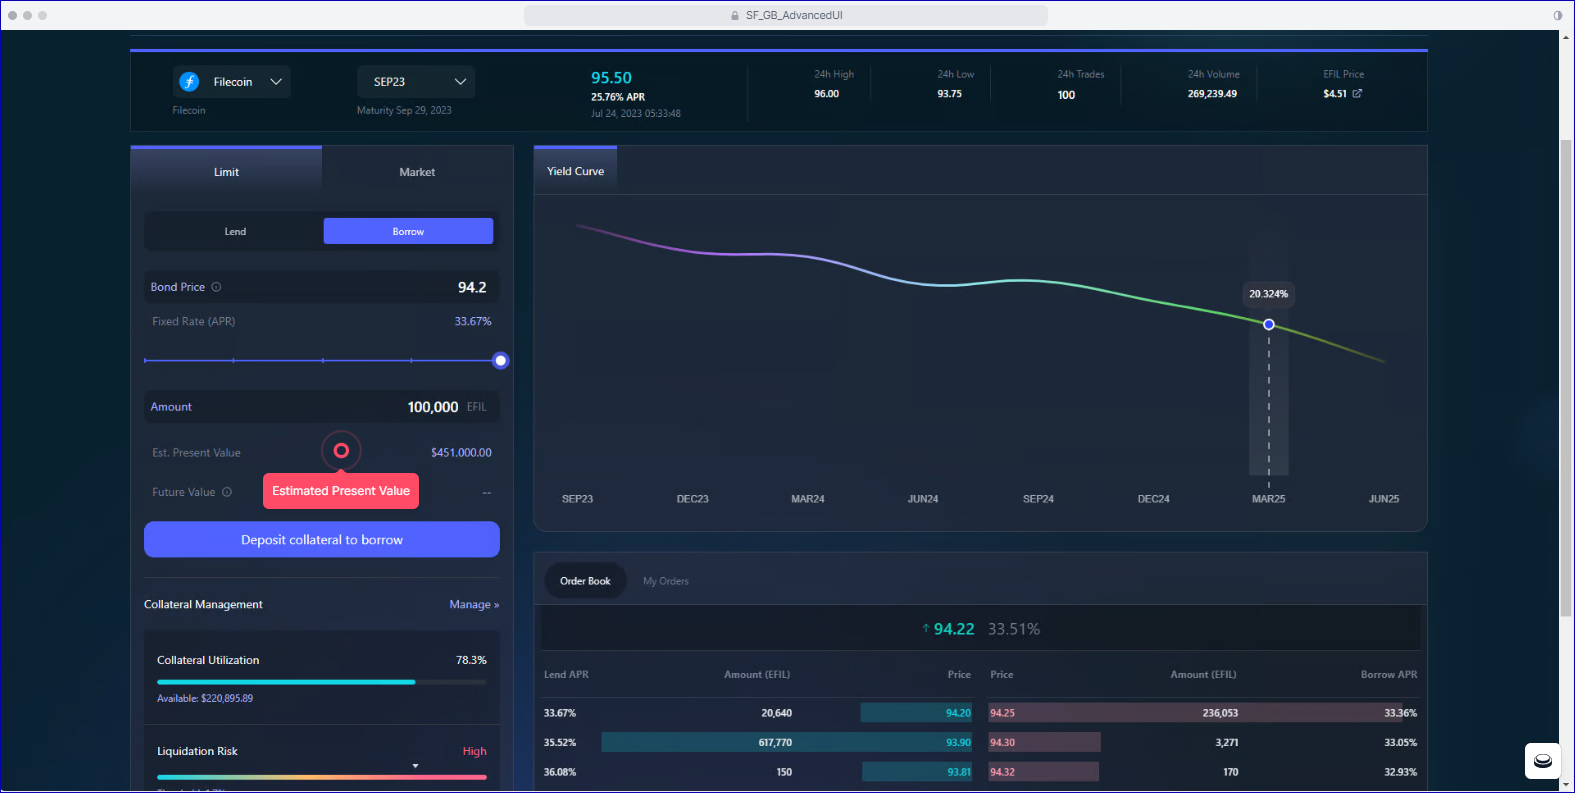 SF_GB_AdvancedUI
Filecoin
Filecoin
SEP23
Maturity Sep 29, 2023
95.50
25.76% APR
Jul 24, 2023 05:33:48
24h High
96.00
24h Low
93.75
24h Trades
100
24h Volume
269,239.49
EFIL Price
$4.51
Limit
Market
Lend
Borrow
Bond Price
94.2
Fixed Rate (APR)
33.67%
Amount
100,000 EFIL
Est. Present Value
$451,000.00
Estimated Present Value
Future Value
--
Deposit collateral to borrow
Collateral Management
Manage »
Collateral Utilization
78.3%
Available: $220,895.89
Liquidation Risk
High
Yield Curve
20.324%
SEP23 DEC23 MAR24 JUN24 SEP24 DEC24 MAR25 JUN25
Order Book
My Orders
↑ 94.22 33.51%
Lend APR Amount (EFIL) Price Price Amount (EFIL) Borrow APR
33.67% 20,640 94.20 94.25 236,053 33.36%
35.52% 617,770 93.90 94.30 3,271 33.05%
36.08% 150 93.81 94.32 170 32.93%